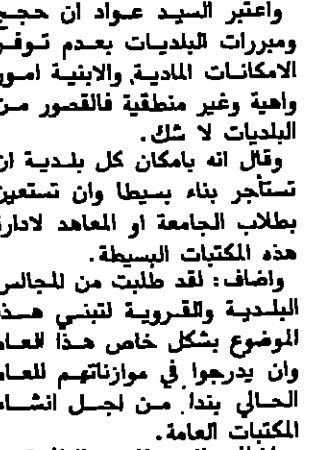 واعتبر السيد عواد ان حجج
ومبررات البلديات بعدم توفر
الامكانات المادية والابنية امور
واهية وغير منطقية فالقصور من
البلديات لا شك .
وقال انه بامكان كل بلدية ان
تستأجر بناء بسيطا وان تستعين
بطلاب الجامعة او المعاهد لادارة
هذه المكتبات البسيطة .
واضاف : لقد طلبت من المجالس
البلدية والقروية لتبني هذا
الموضوع بشكل خاص هذا العام
وان يدرجوا في موازناتهم للعام
الحالي بندا من اجل انشاء
المكتبات العامة .